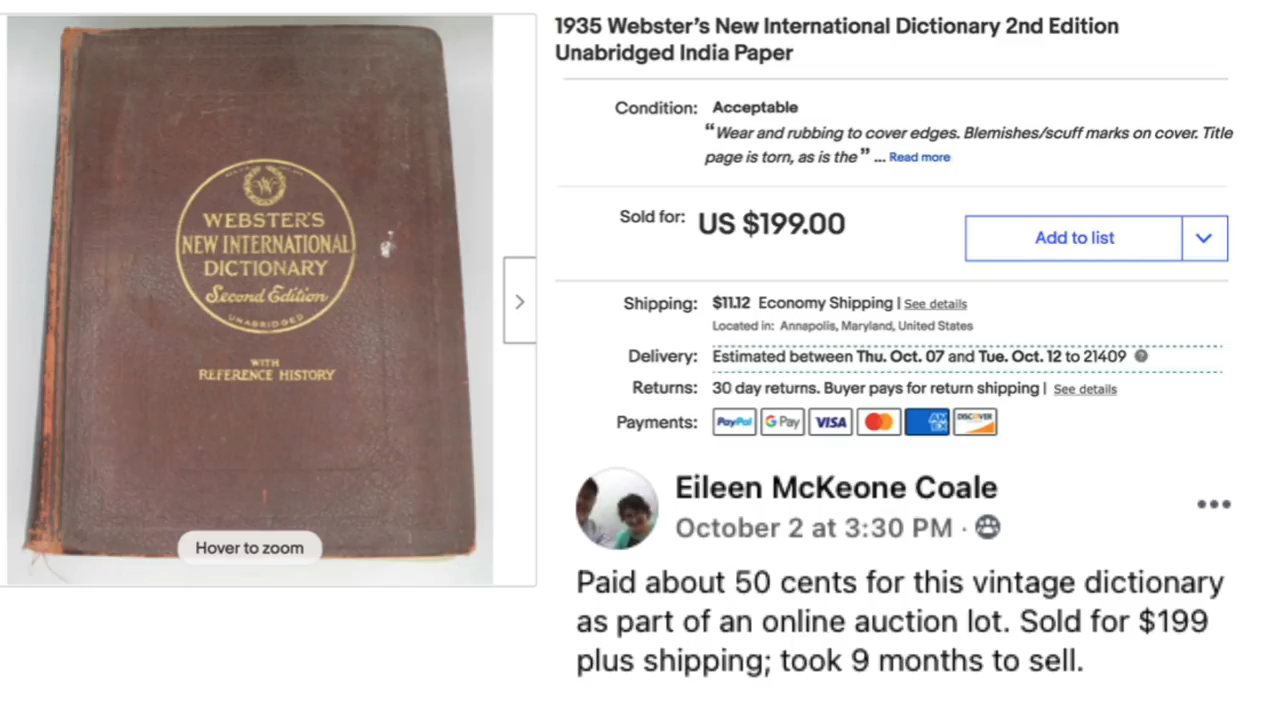 WEBSTER'S
NEW INTERNATIONAL
DICTIONARY
Second Edition
UNABRIDGED
WITH
REFERENCE HISTORY
Hover to zoom
1935 Webster's New International Dictionary 2nd Edition
Unabridged India Paper
Condition: Acceptable
“Wear and rubbing to cover edges. Blemishes/scuff marks on cover. Title
page is torn, as is the” ... Read more
Sold for: US $199.00
Add to list
Shipping: $11.12 Economy Shipping | See details
Located in: Annapolis, Maryland, United States
Delivery: Estimated between Thu. Oct. 07 and Tue. Oct. 12 to 21409 ?
Returns: 30 day returns. Buyer pays for return shipping | See details
Payments: PayPal G Pay VISA AM EX DISCOVER
Eileen McKeone Coale
October 2 at 3:30 PM ·
Paid about 50 cents for this vintage dictionary
as part of an online auction lot. Sold for $199
plus shipping; took 9 months to sell.